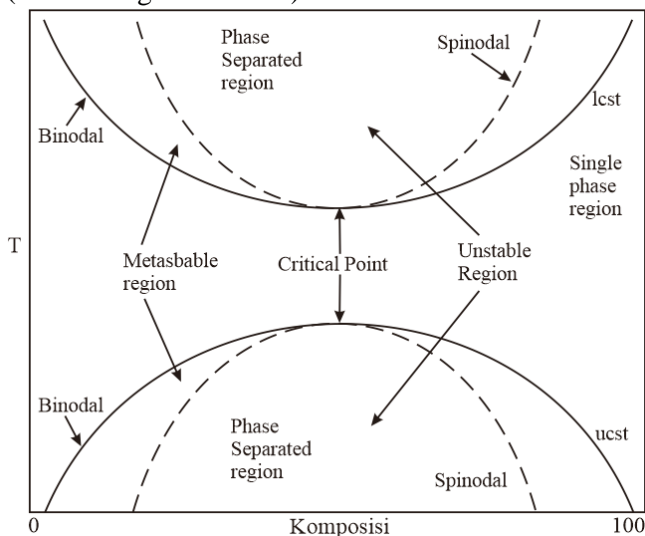 Phase
Separated
region
Spinodal
lcst
Binodal
Single
phase
region
T
Metasbable
region
Critical Point
Unstable
Region
Binodal
Phase
Separated
region
ucst
Spinodal
0
Komposisi
100